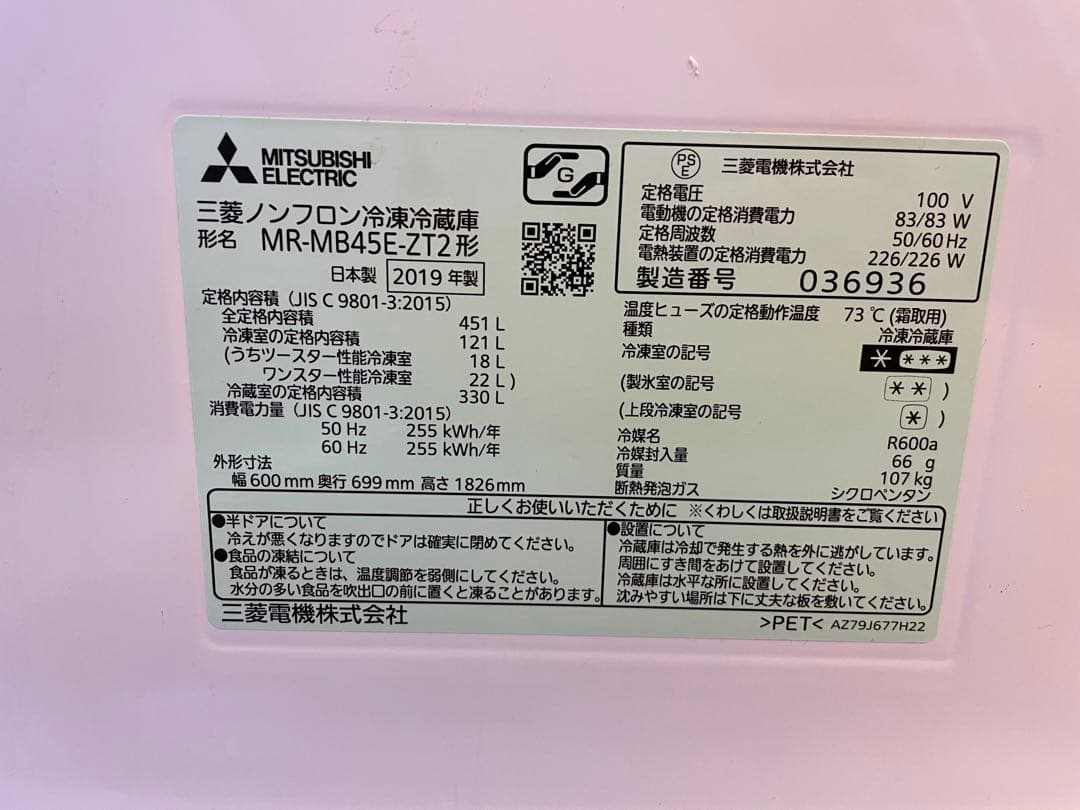 MITSUBISHI
ELECTRIC
三菱ノンフロン冷凍冷蔵庫
形名 MR-MB45E-ZT2形
日本製 2019年製
定格内容積（JIS C 9801-3:2015）
全定格内容積 451 L
冷凍室の定格内容積 121 L
(うちツースター性能冷凍室 18 L
ワンスター性能冷凍室 22 L )
冷蔵室の定格内容積 330 L
消費電力量（JIS C 9801-3:2015）
50 Hz 255 kWh/年
60 Hz 255 kWh/年
外形寸法
幅 600 mm 奥行 699 mm 高さ 1826 mm
G
PS
E
三菱電機株式会社
定格電圧 100 V
電動機の定格消費電力 83/83 W
定格周波数 50/60 Hz
電熱装置の定格消費電力 226/226 W
製造番号 036936
温度ヒューズの定格動作温度 73 ℃ (霜取用)
種類 冷凍冷蔵庫
冷凍室の記号 * ***
(製氷室の記号 ** )
(上段冷凍室の記号 * )
冷媒名 R600a
冷媒封入量 66 g
質量 107 kg
断熱発泡ガス シクロペンタン
正しくお使いいただくために ※くわしくは取扱説明書をご覧ください
●半ドアについて
冷えが悪くなりますのでドアは確実に閉めてください。
●食品の凍結について
食品が凍るときは、温度調節を弱側にしてください。
水分の多い食品を吹出口の前に置くと凍ることがあります。
●設置について
冷蔵庫は冷却で発生する熱を外に逃がしています。
周囲にすき間をあけて設置してください。
冷蔵庫は水平な所に設置してください。
沈みやすい場所は下に丈夫な板を敷いてください。
三菱電機株式会社
>PET< AZ79J677H22